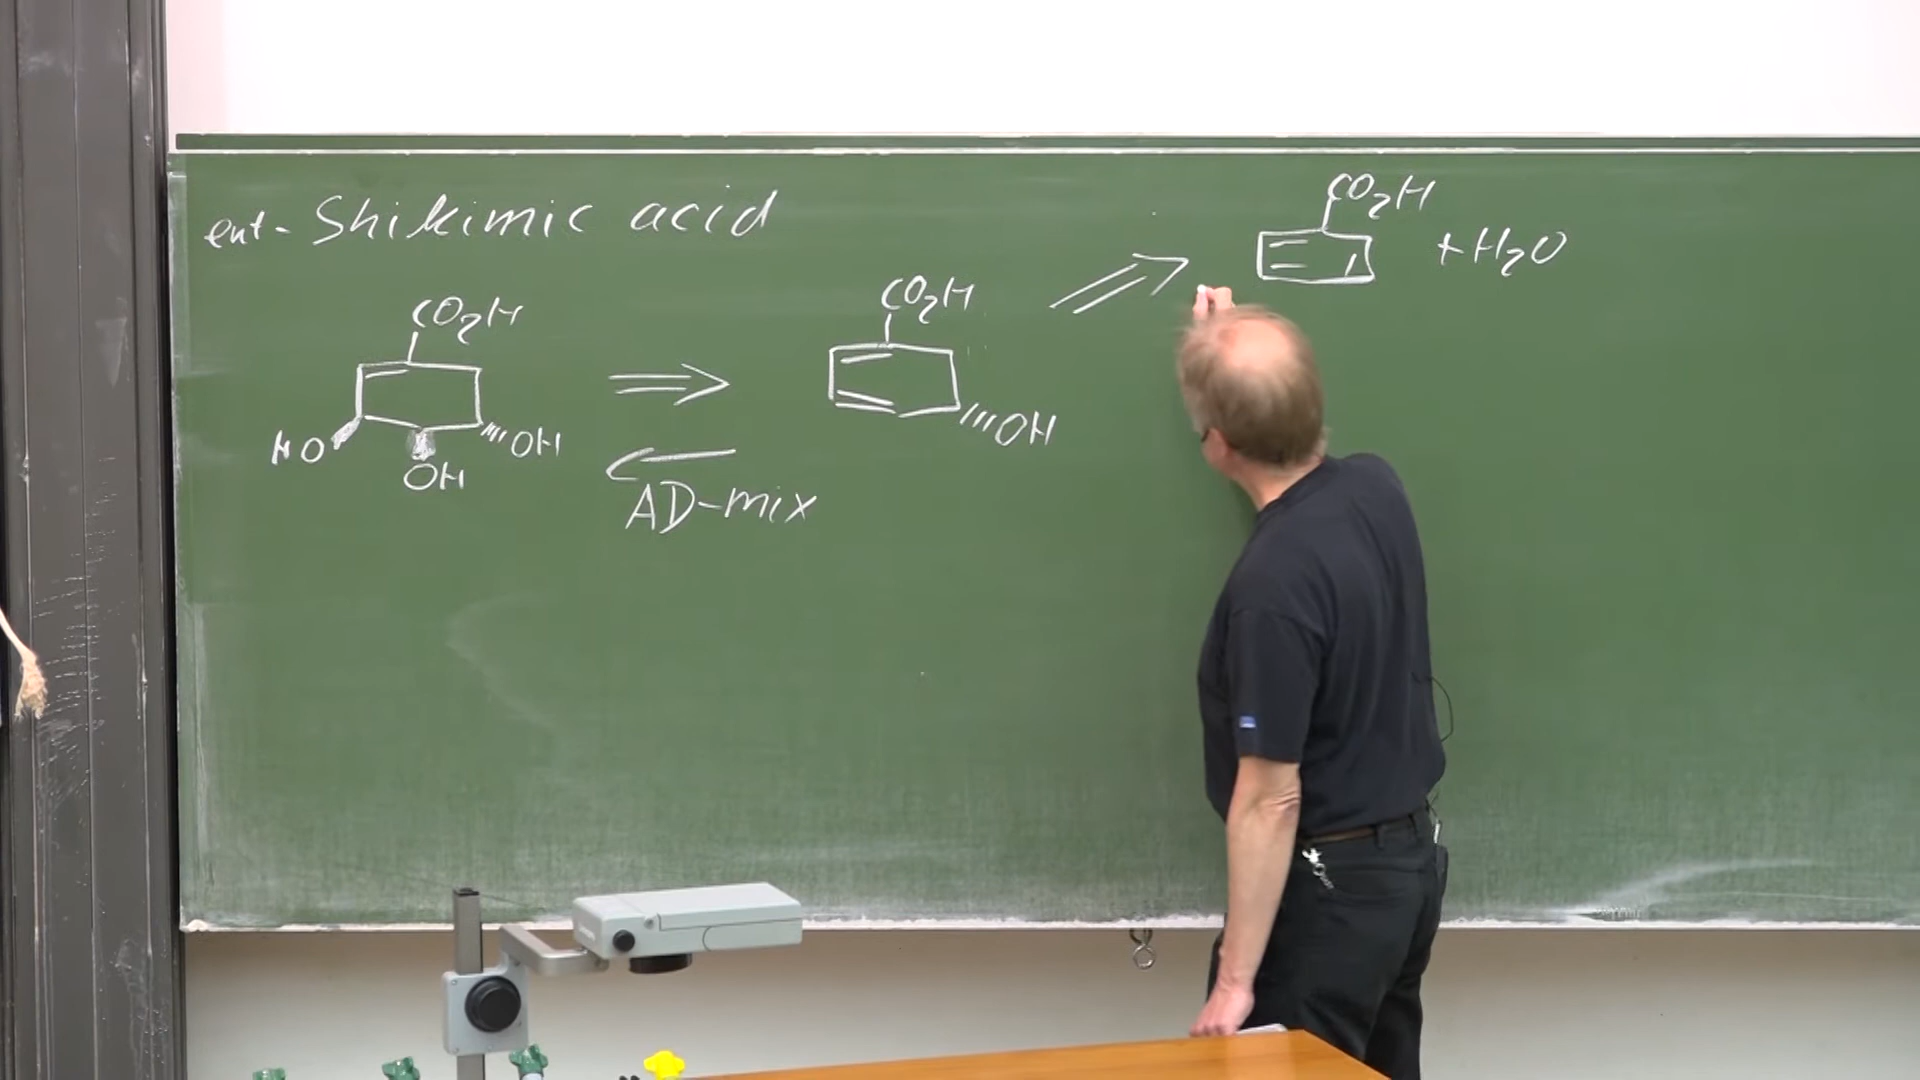 ent- Shikimic acid
CO2H
HO
OH
OH
AD-mix
CO2H
OH
CO2H
+ H2O